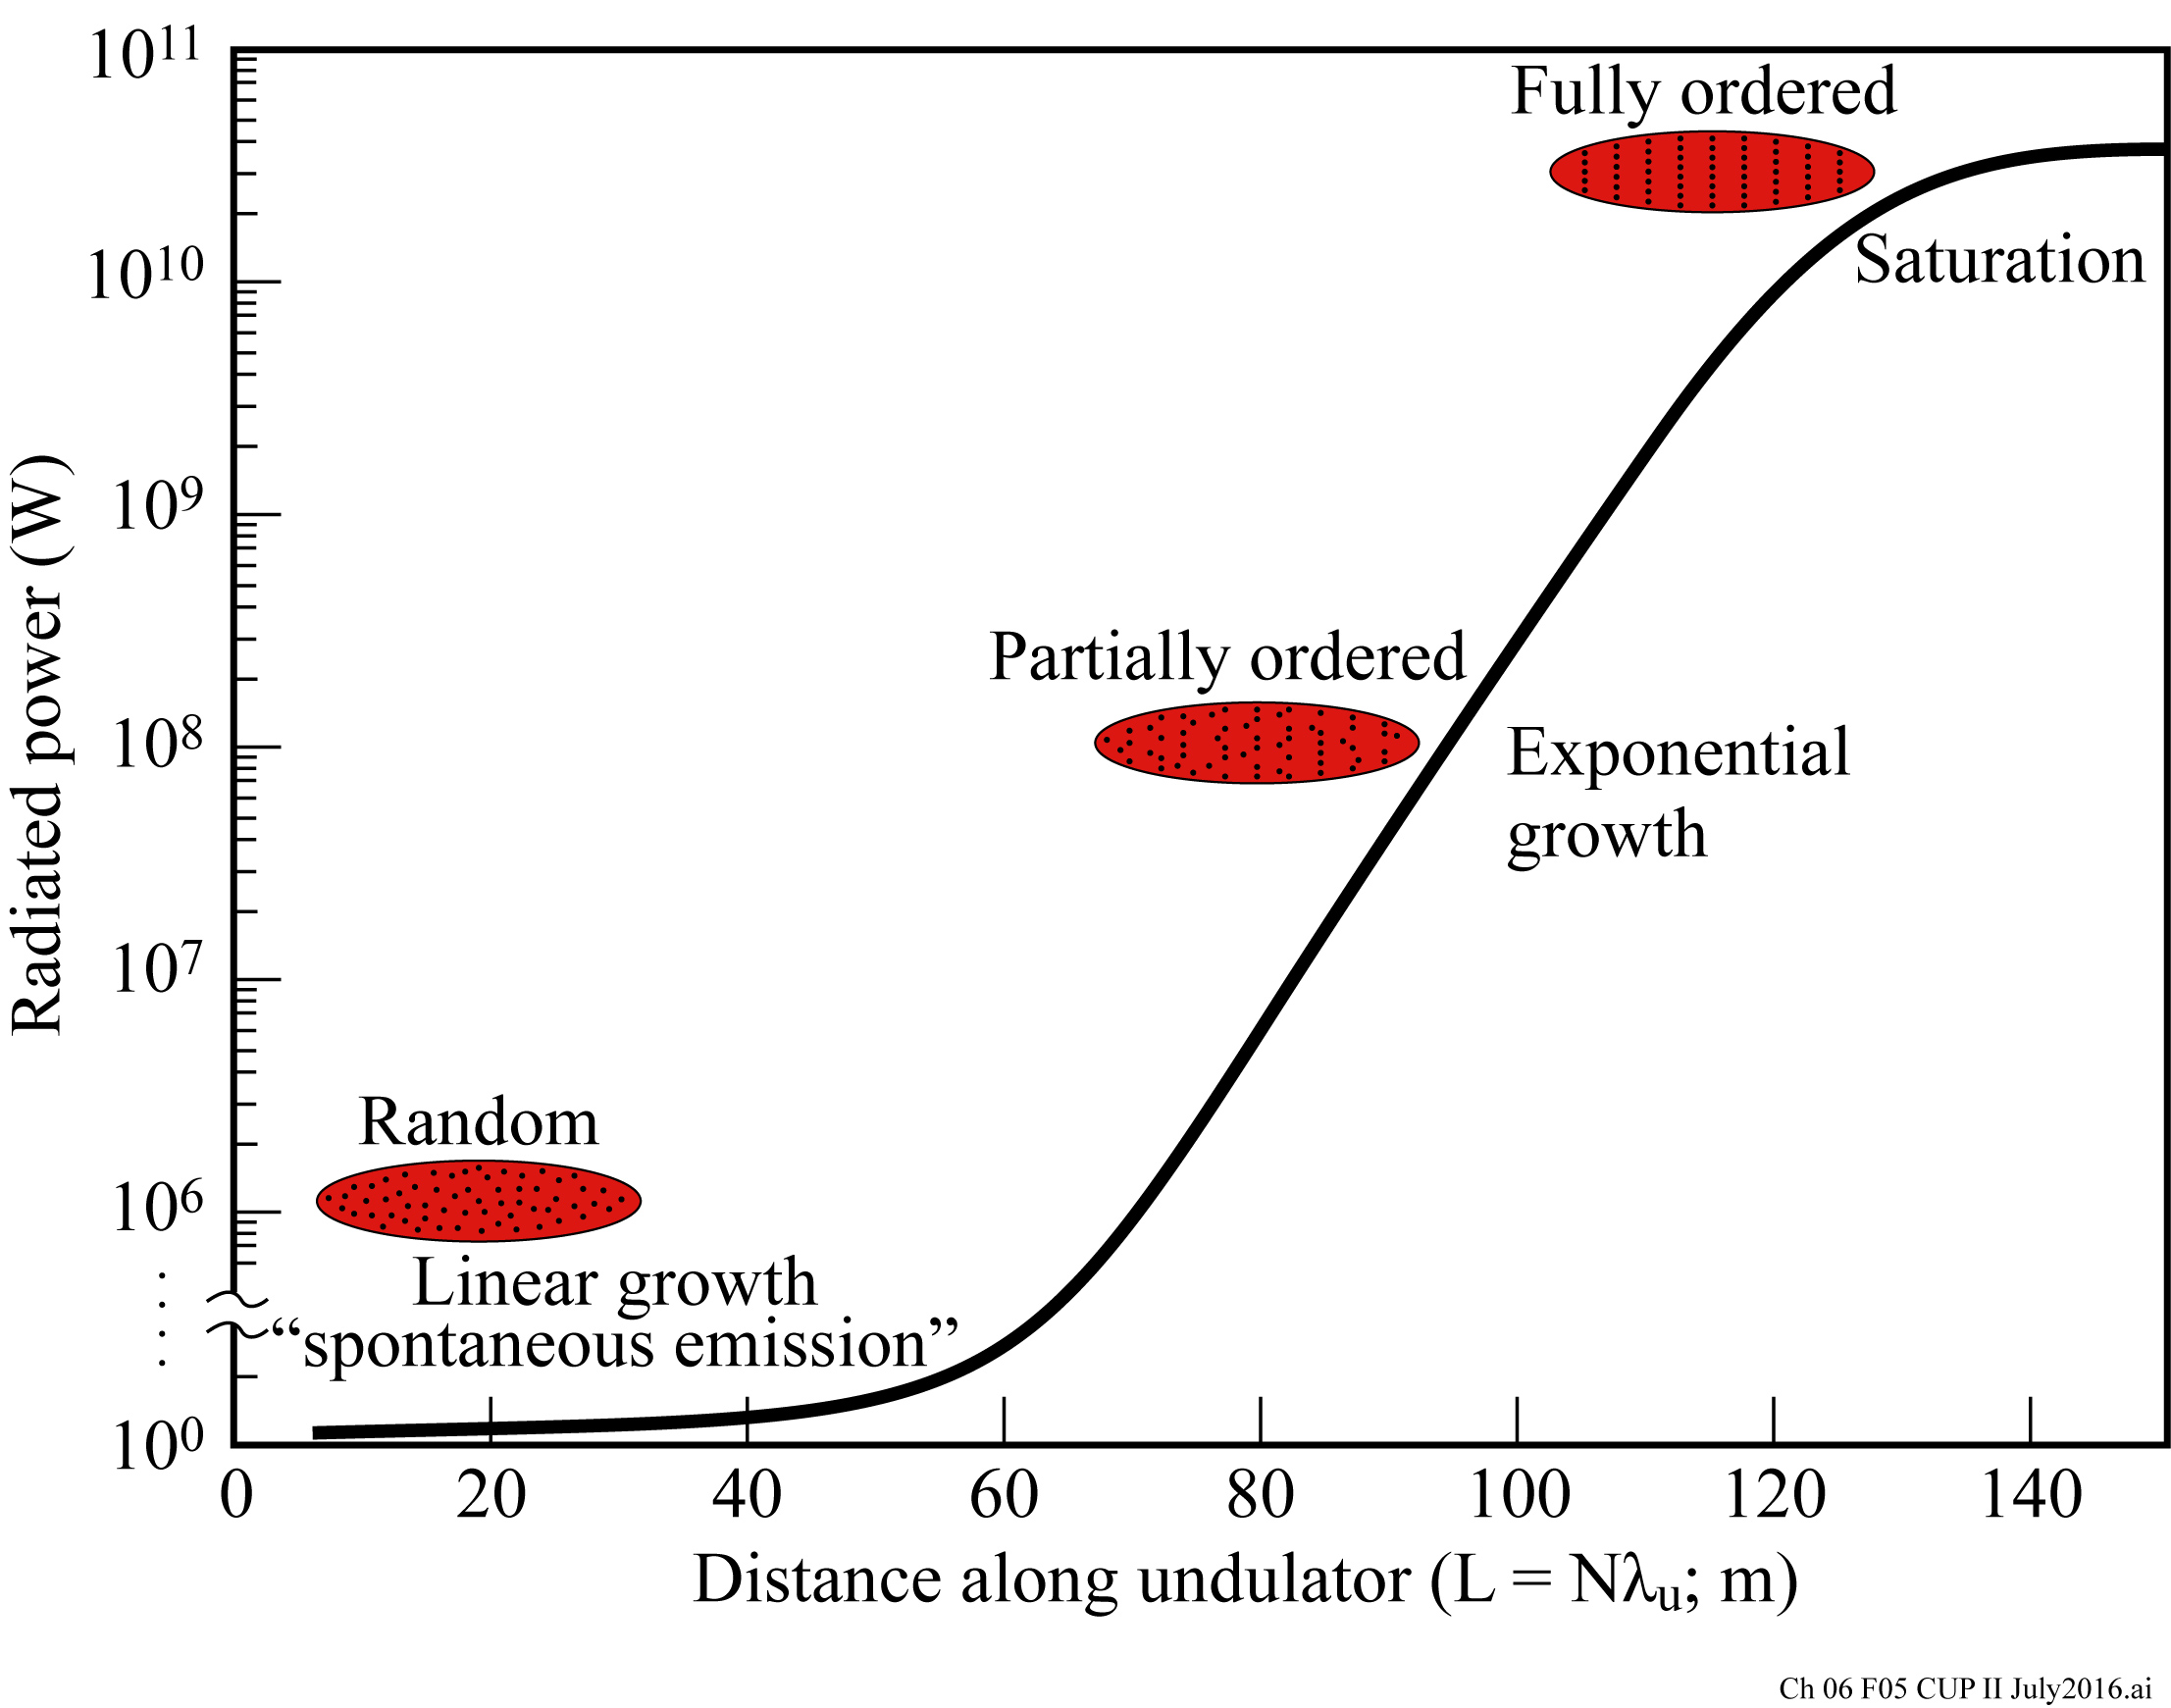 10¹¹
10¹⁰
10⁹
10⁸
10⁷
10⁶
10⁰
Radiated power (W)
Fully ordered
Saturation
Partially ordered
Exponential
growth
Random
Linear growth
““spontaneous emission””
0 20 40 60 80 100 120 140
Distance along undulator (L = Nλᵤ; m)
Ch 06 F05 CUP II July2016.ai